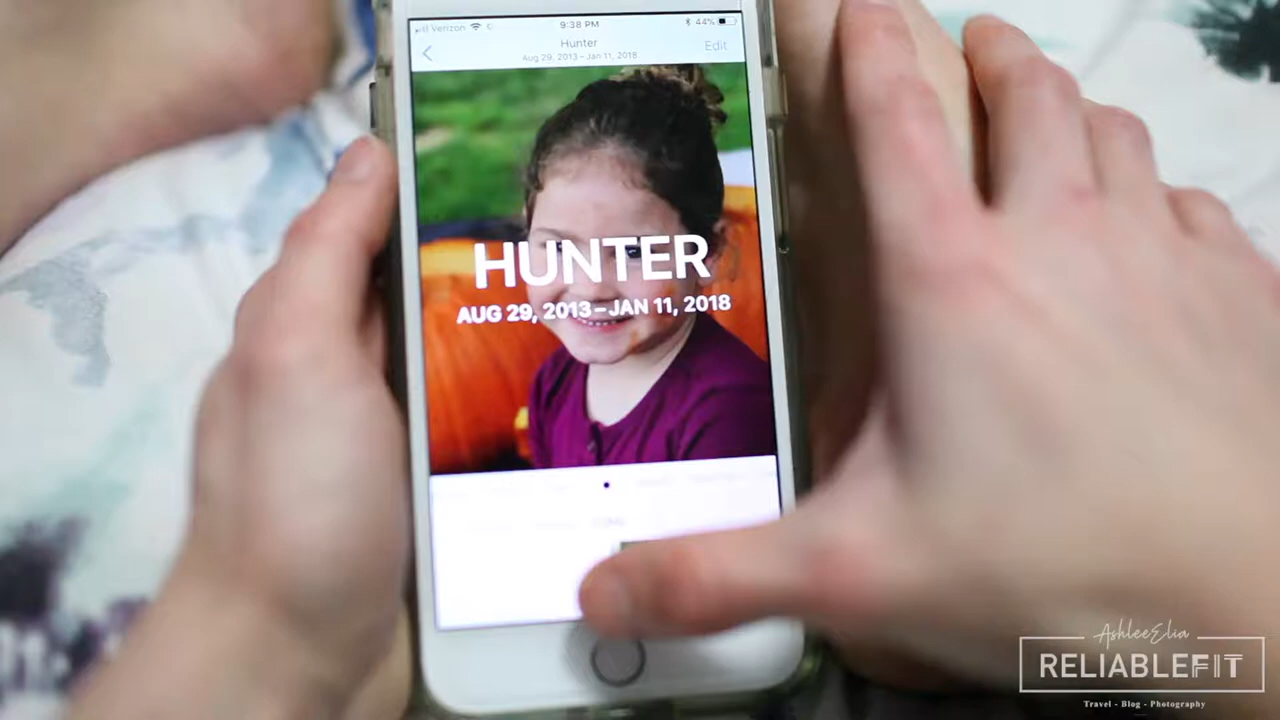 Verizon
9:38 PM
44%
Hunter
Aug 29, 2013 – Jan 11, 2018
Edit
HUNTER
AUG 29, 2013 – JAN 11, 2018
AshleeElia
RELIABLEFIT
Travel - Blog - Photography